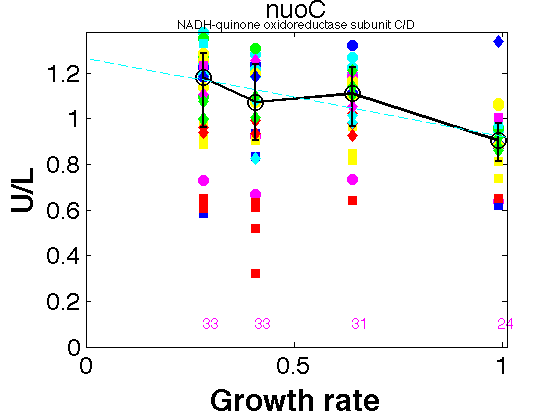 nuoC
NADH-quinone oxidoreductase subunit C/D
1.2
1
0.8
0.6
0.4
0.2
0
U/L
33 33 31 24
0 0.5 1
Growth rate